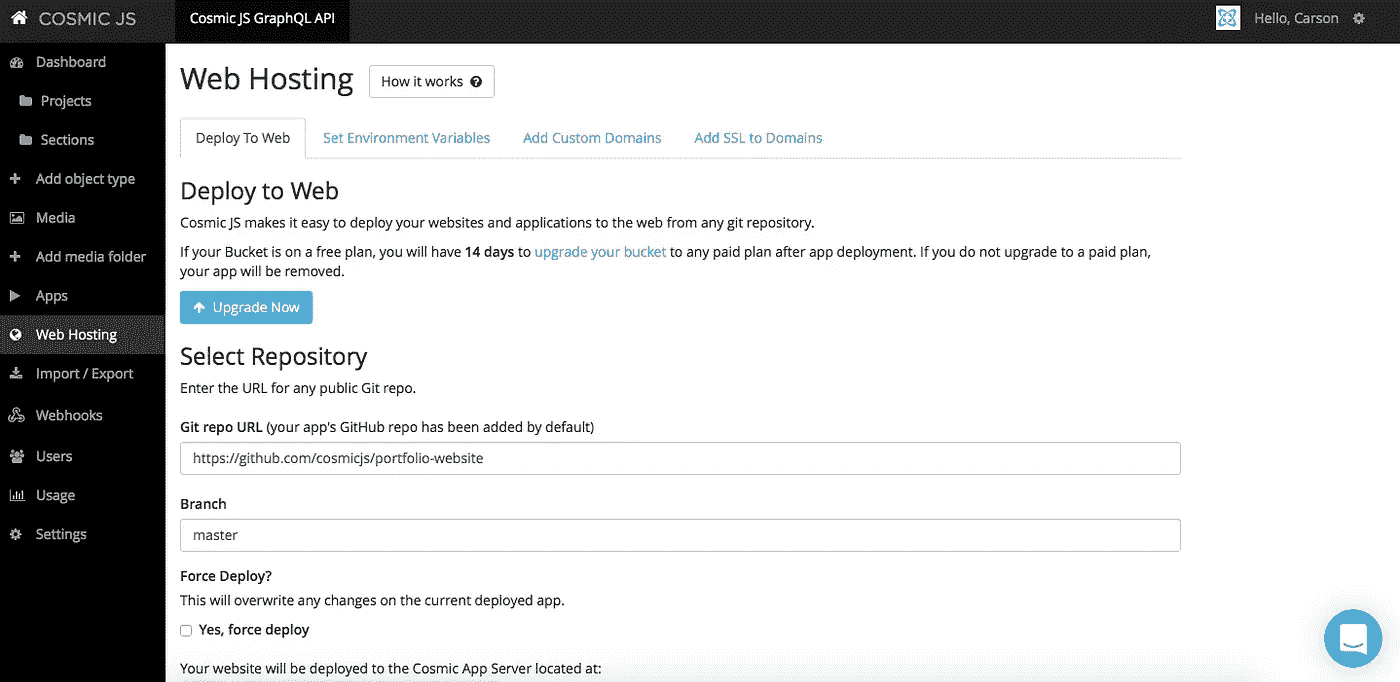 COSMIC JS
Cosmic JS GraphQL API
Hello, Carson
Dashboard
Projects
Sections
Add object type
Media
Add media folder
Apps
Web Hosting
Import / Export
Webhooks
Users
Usage
Settings
Web Hosting
How it works ?
Deploy To Web
Set Environment Variables
Add Custom Domains
Add SSL to Domains
Deploy to Web
Cosmic JS makes it easy to deploy your websites and applications to the web from any git repository.
If your Bucket is on a free plan, you will have 14 days to upgrade your bucket to any paid plan after app deployment. If you do not upgrade to a paid plan,
your app will be removed.
Upgrade Now
Select Repository
Enter the URL for any public Git repo.
Git repo URL (your app's GitHub repo has been added by default)
https://github.com/cosmicjs/portfolio-website
Branch
master
Force Deploy?
This will overwrite any changes on the current deployed app.
Yes, force deploy
Your website will be deployed to the Cosmic App Server located at: